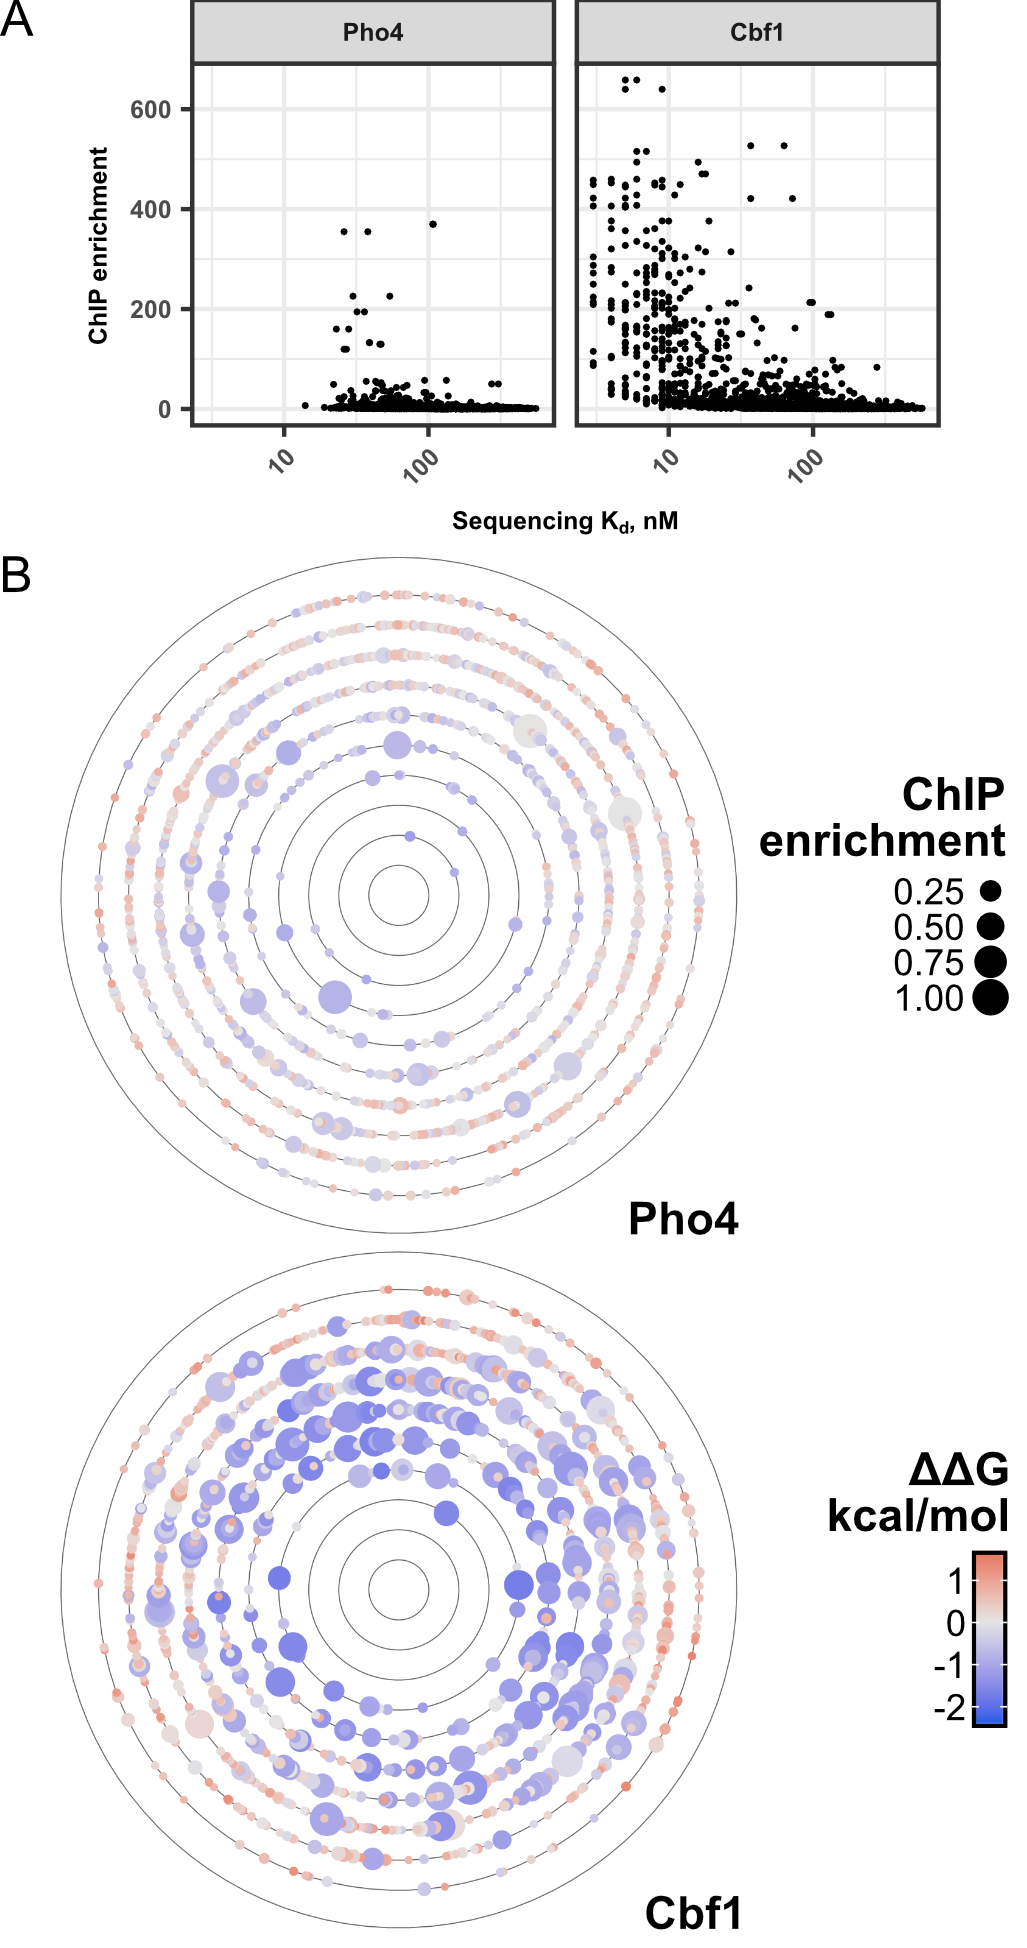 A
Pho4
Cbf1
ChIP enrichment
600
400
200
0
10
100
10
100
Sequencing Kd, nM
B
ChIP
enrichment
0.25
0.50
0.75
1.00
Pho4
ΔΔG
kcal/mol
1
0
-1
-2
Cbf1